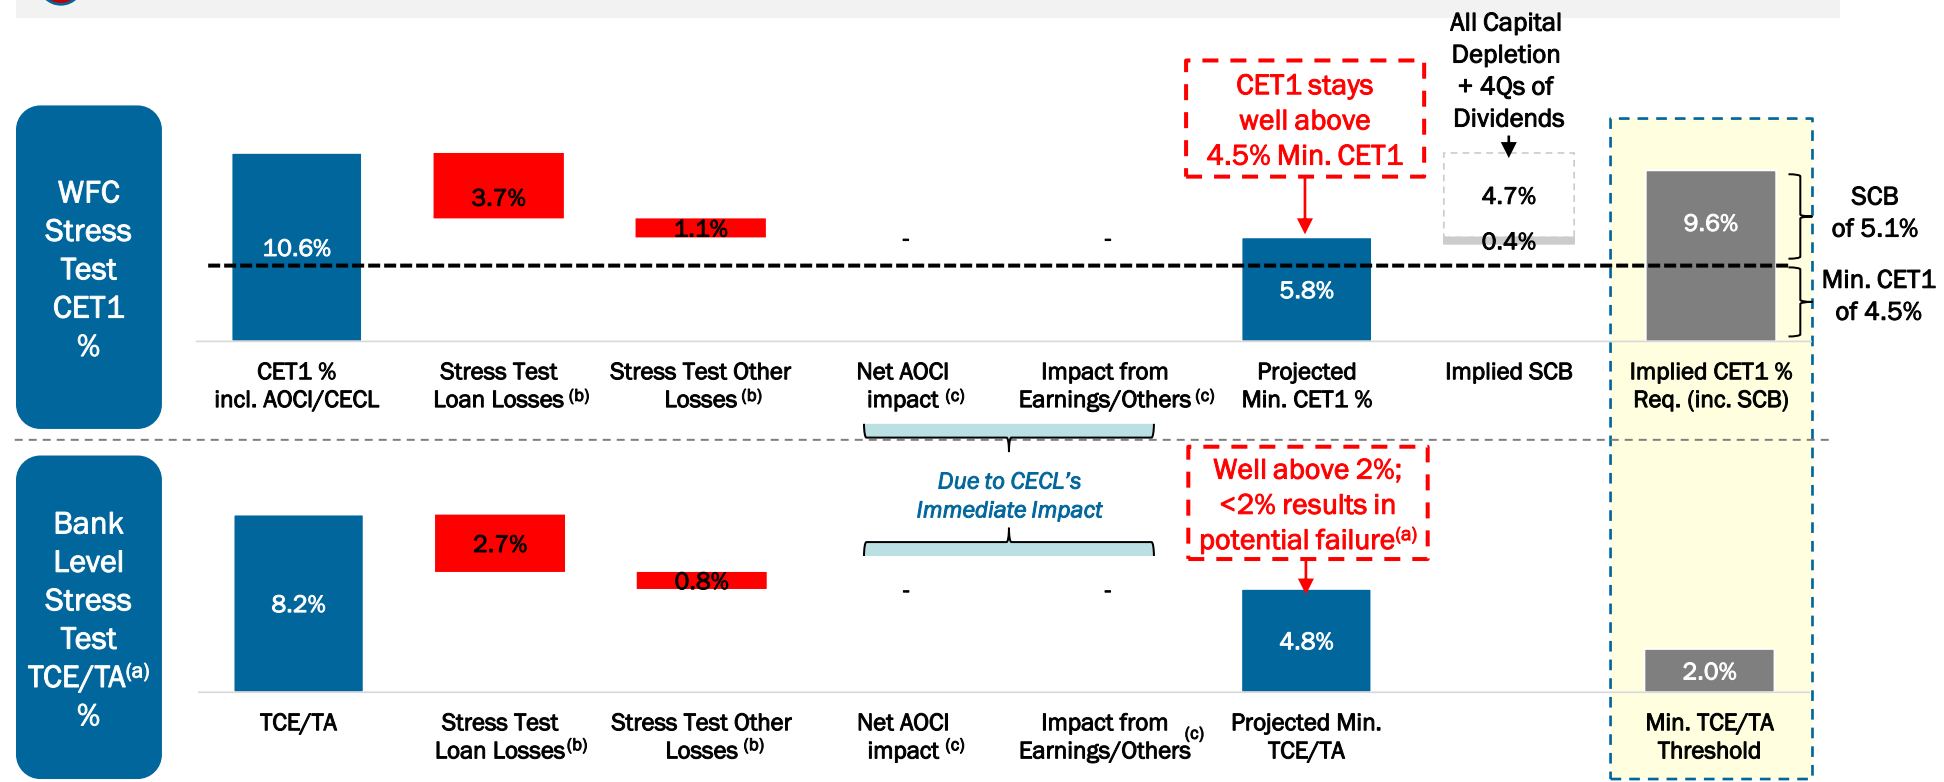 All Capital
Depletion
+ 4Qs of
Dividends
CET1 stays
well above
4.5% Min. CET1
WFC
Stress
Test
CET1
%
10.6%
3.7%
1.1%
-
-
5.8%
4.7%
0.4%
9.6%
SCB
of 5.1%
Min. CET1
of 4.5%
CET1 %
incl. AOCI/CECL
Stress Test
Loan Losses (b)
Stress Test Other
Losses (b)
Net AOCI
impact (c)
Impact from
Earnings/Others (c)
Projected
Min. CET1 %
Implied SCB
Implied CET1 %
Req. (inc. SCB)
Due to CECL's
Immediate Impact
Well above 2%;
<2% results in
potential failure(a)
Bank
Level
Stress
Test
TCE/TA(a)
%
8.2%
2.7%
0.8%
-
-
4.8%
2.0%
TCE/TA
Stress Test
Loan Losses (b)
Stress Test Other
Losses (b)
Net AOCI
impact (c)
Impact from
Earnings/Others (c)
Projected Min.
TCE/TA
Min. TCE/TA
Threshold